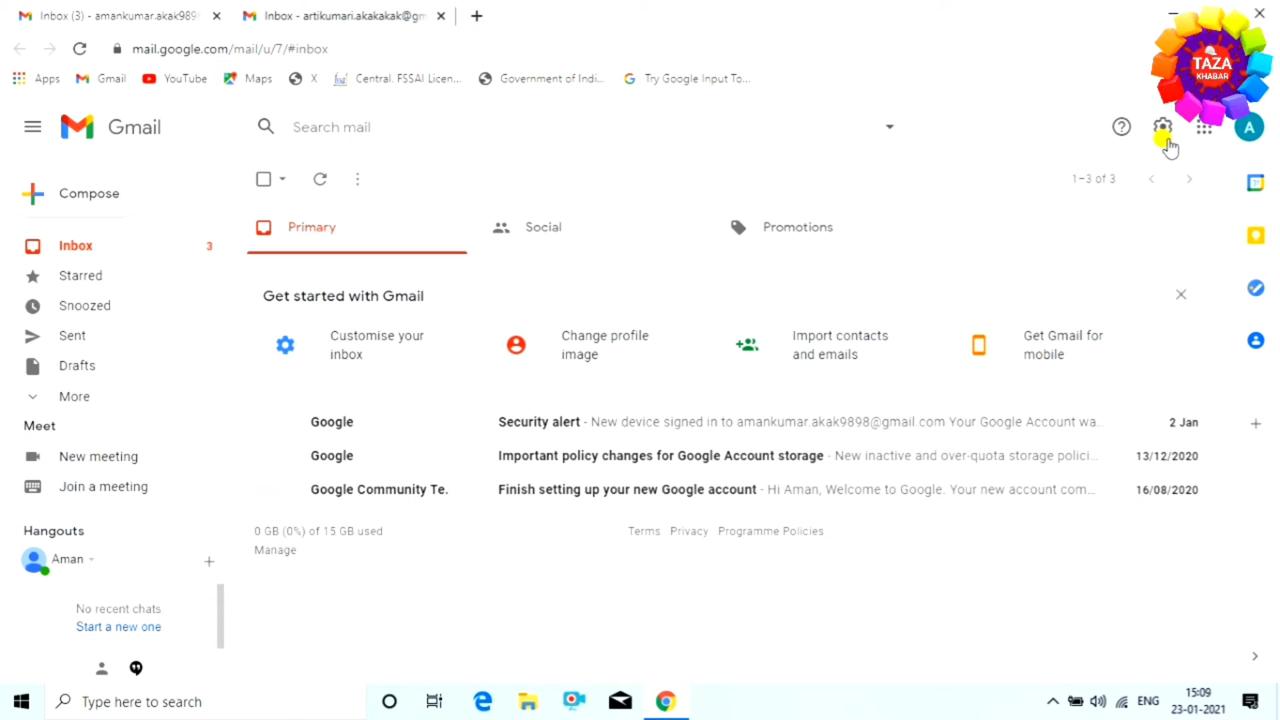 Inbox (3) - amankumar.akak989
Inbox - artikumari.akakakak@gm
mail.google.com/mail/u/7/#inbox
Apps
Gmail
YouTube
Maps
X
Central. FSSAI Licen...
Government of Indi...
Try Google Input To...
TAZA
KHABAR
Gmail
Search mail
A
Compose
1–3 of 3
Primary
Social
Promotions
Inbox
3
Starred
Snoozed
Sent
Drafts
More
Get started with Gmail
Customise your
inbox
Change profile
image
Import contacts
and emails
Get Gmail for
mobile
Google
Security alert - New device signed in to amankumar.akak9898@gmail.com Your Google Account wa...
2 Jan
Google
Important policy changes for Google Account storage - New inactive and over-quota storage polici...
13/12/2020
Google Community Te.
Finish setting up your new Google account - Hi Aman, Welcome to Google. Your new account com...
16/08/2020
Meet
New meeting
Join a meeting
Hangouts
Aman
No recent chats
Start a new one
0 GB (0%) of 15 GB used
Manage
Terms
Privacy
Programme Policies
Type here to search
ENG
15:09
23-01-2021